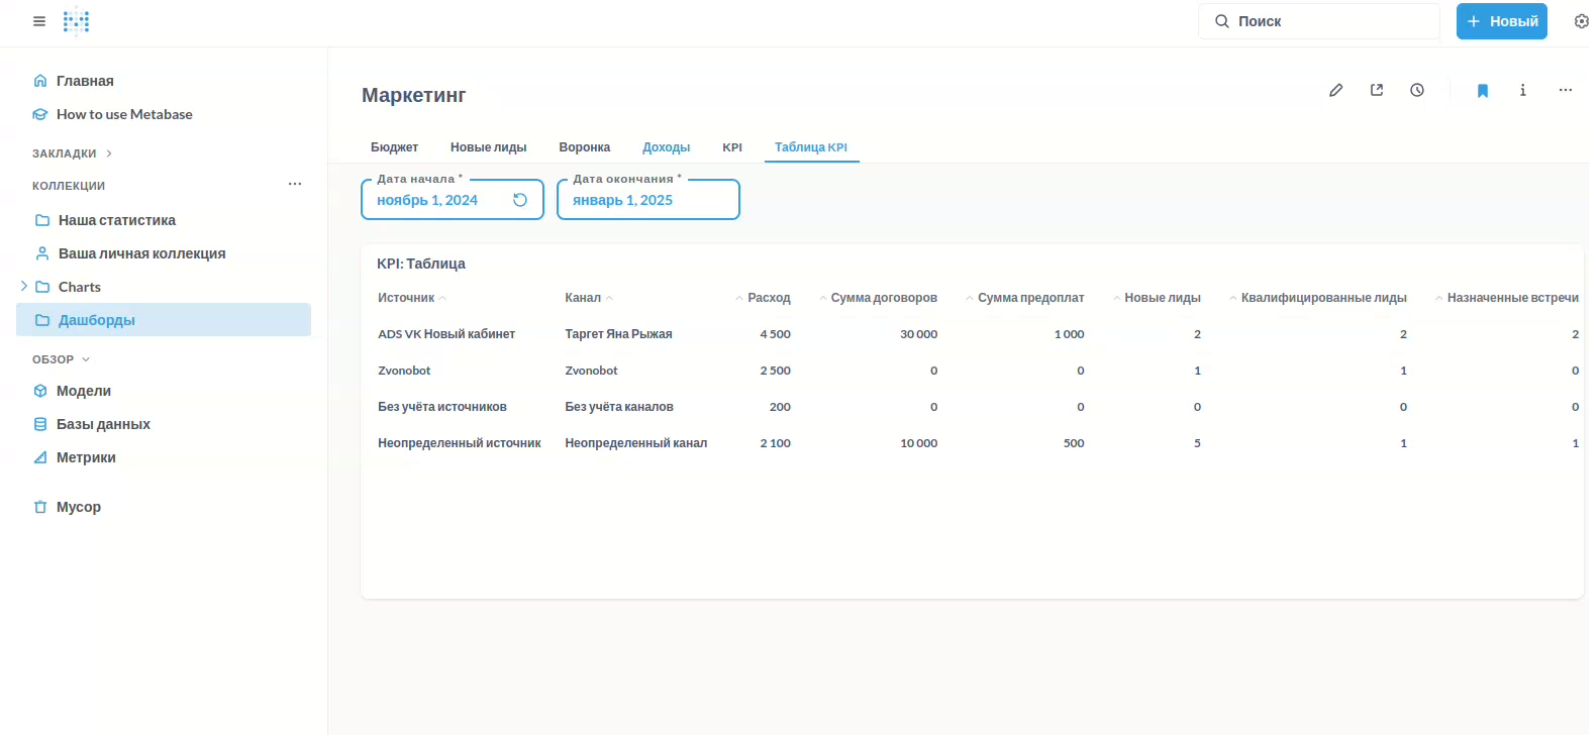 Поиск
+ Новый
Главная
How to use Metabase
ЗАКЛАДКИ
КОЛЛЕКЦИИ
Наша статистика
Ваша личная коллекция
Charts
Дашборды
ОБЗОР
Модели
Базы данных
Метрики
Мусор
Маркетинг
Бюджет Новые лиды Воронка Доходы KPI Таблица KPI
Дата начала * Дата окончания *
ноябрь 1, 2024 январь 1, 2025
KPI: Таблица
Источник Канал Расход Сумма договоров Сумма предоплат Новые лиды Квалифицированные лиды Назначенные встречи
ADS VK Новый кабинет Таргет Яна Рыжая 4 500 30 000 1 000 2 2 2
Zvonobot Zvonobot 2 500 0 0 1 1 0
Без учёта источников Без учёта каналов 200 0 0 0 0 0
Неопределенный источник Неопределенный канал 2 100 10 000 500 5 1 1